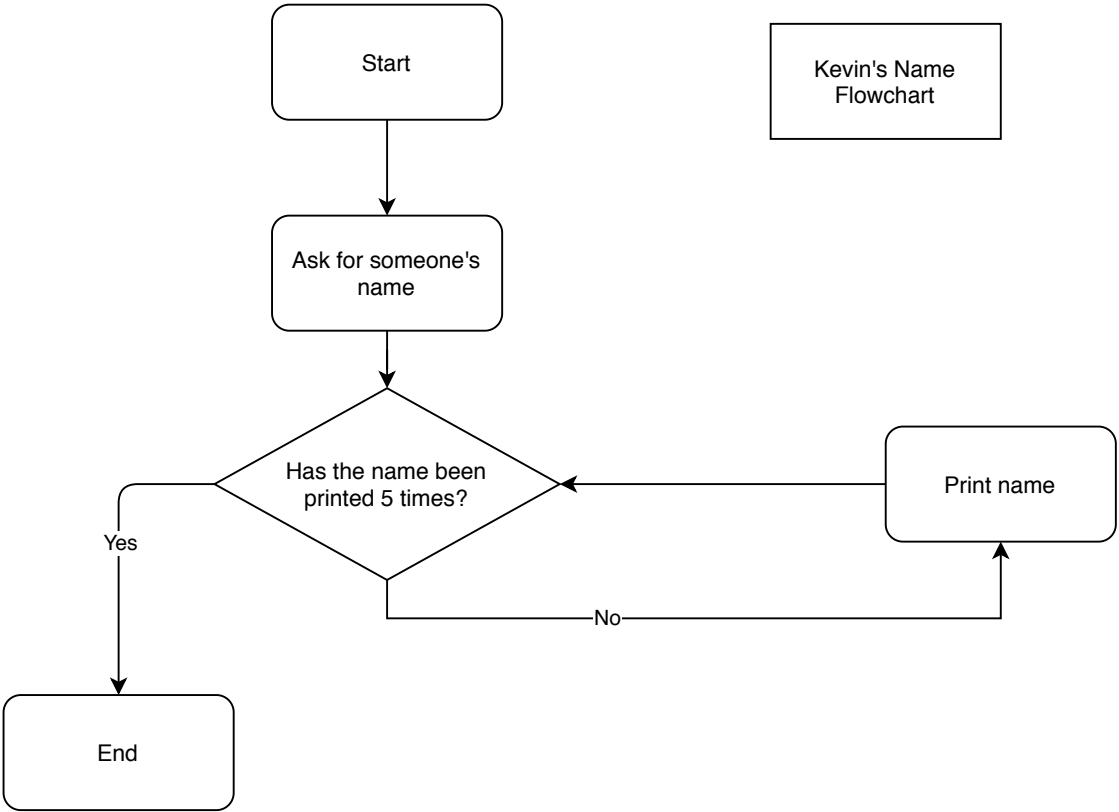 Start
Kevin's Name
Flowchart
Ask for someone's
name
Has the name been
printed 5 times?
Print name
Yes
No
End